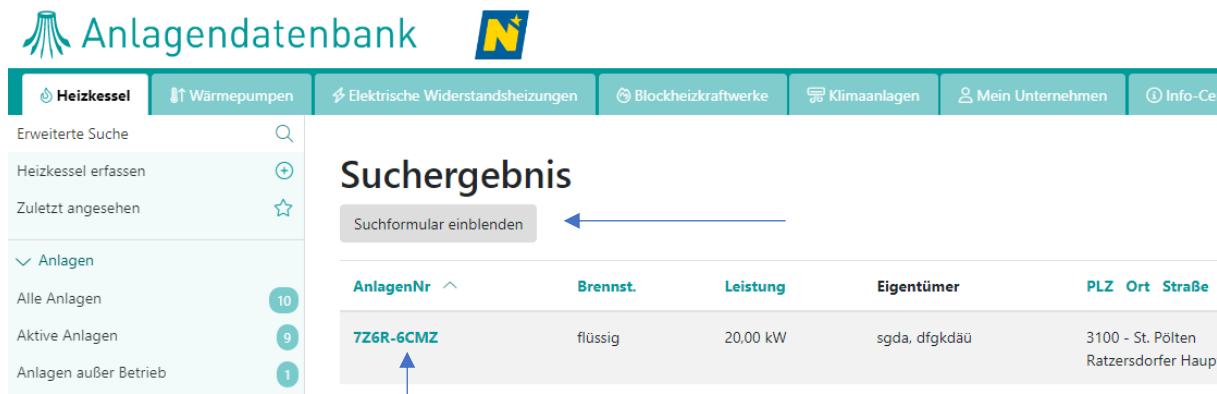 Anlagendatenbank N
Heizkessel Wärmepumpen Elektrische Widerstandsheizungen Blockheizkraftwerke Klimaanlagen Mein Unternehmen Info-Ce
Erweiterte Suche
Heizkessel erfassen
Zuletzt angesehen
Anlagen
Alle Anlagen 10
Aktive Anlagen 9
Anlagen außer Betrieb 1
Suchergebnis
Suchformular einblenden
AnlagenNr Brennst. Leistung Eigentümer PLZ Ort Straße
7Z6R-6CMZ flüssig 20,00 kW sgda, dfgkdäü 3100 - St. Pölten
Ratzersdorfer Haup